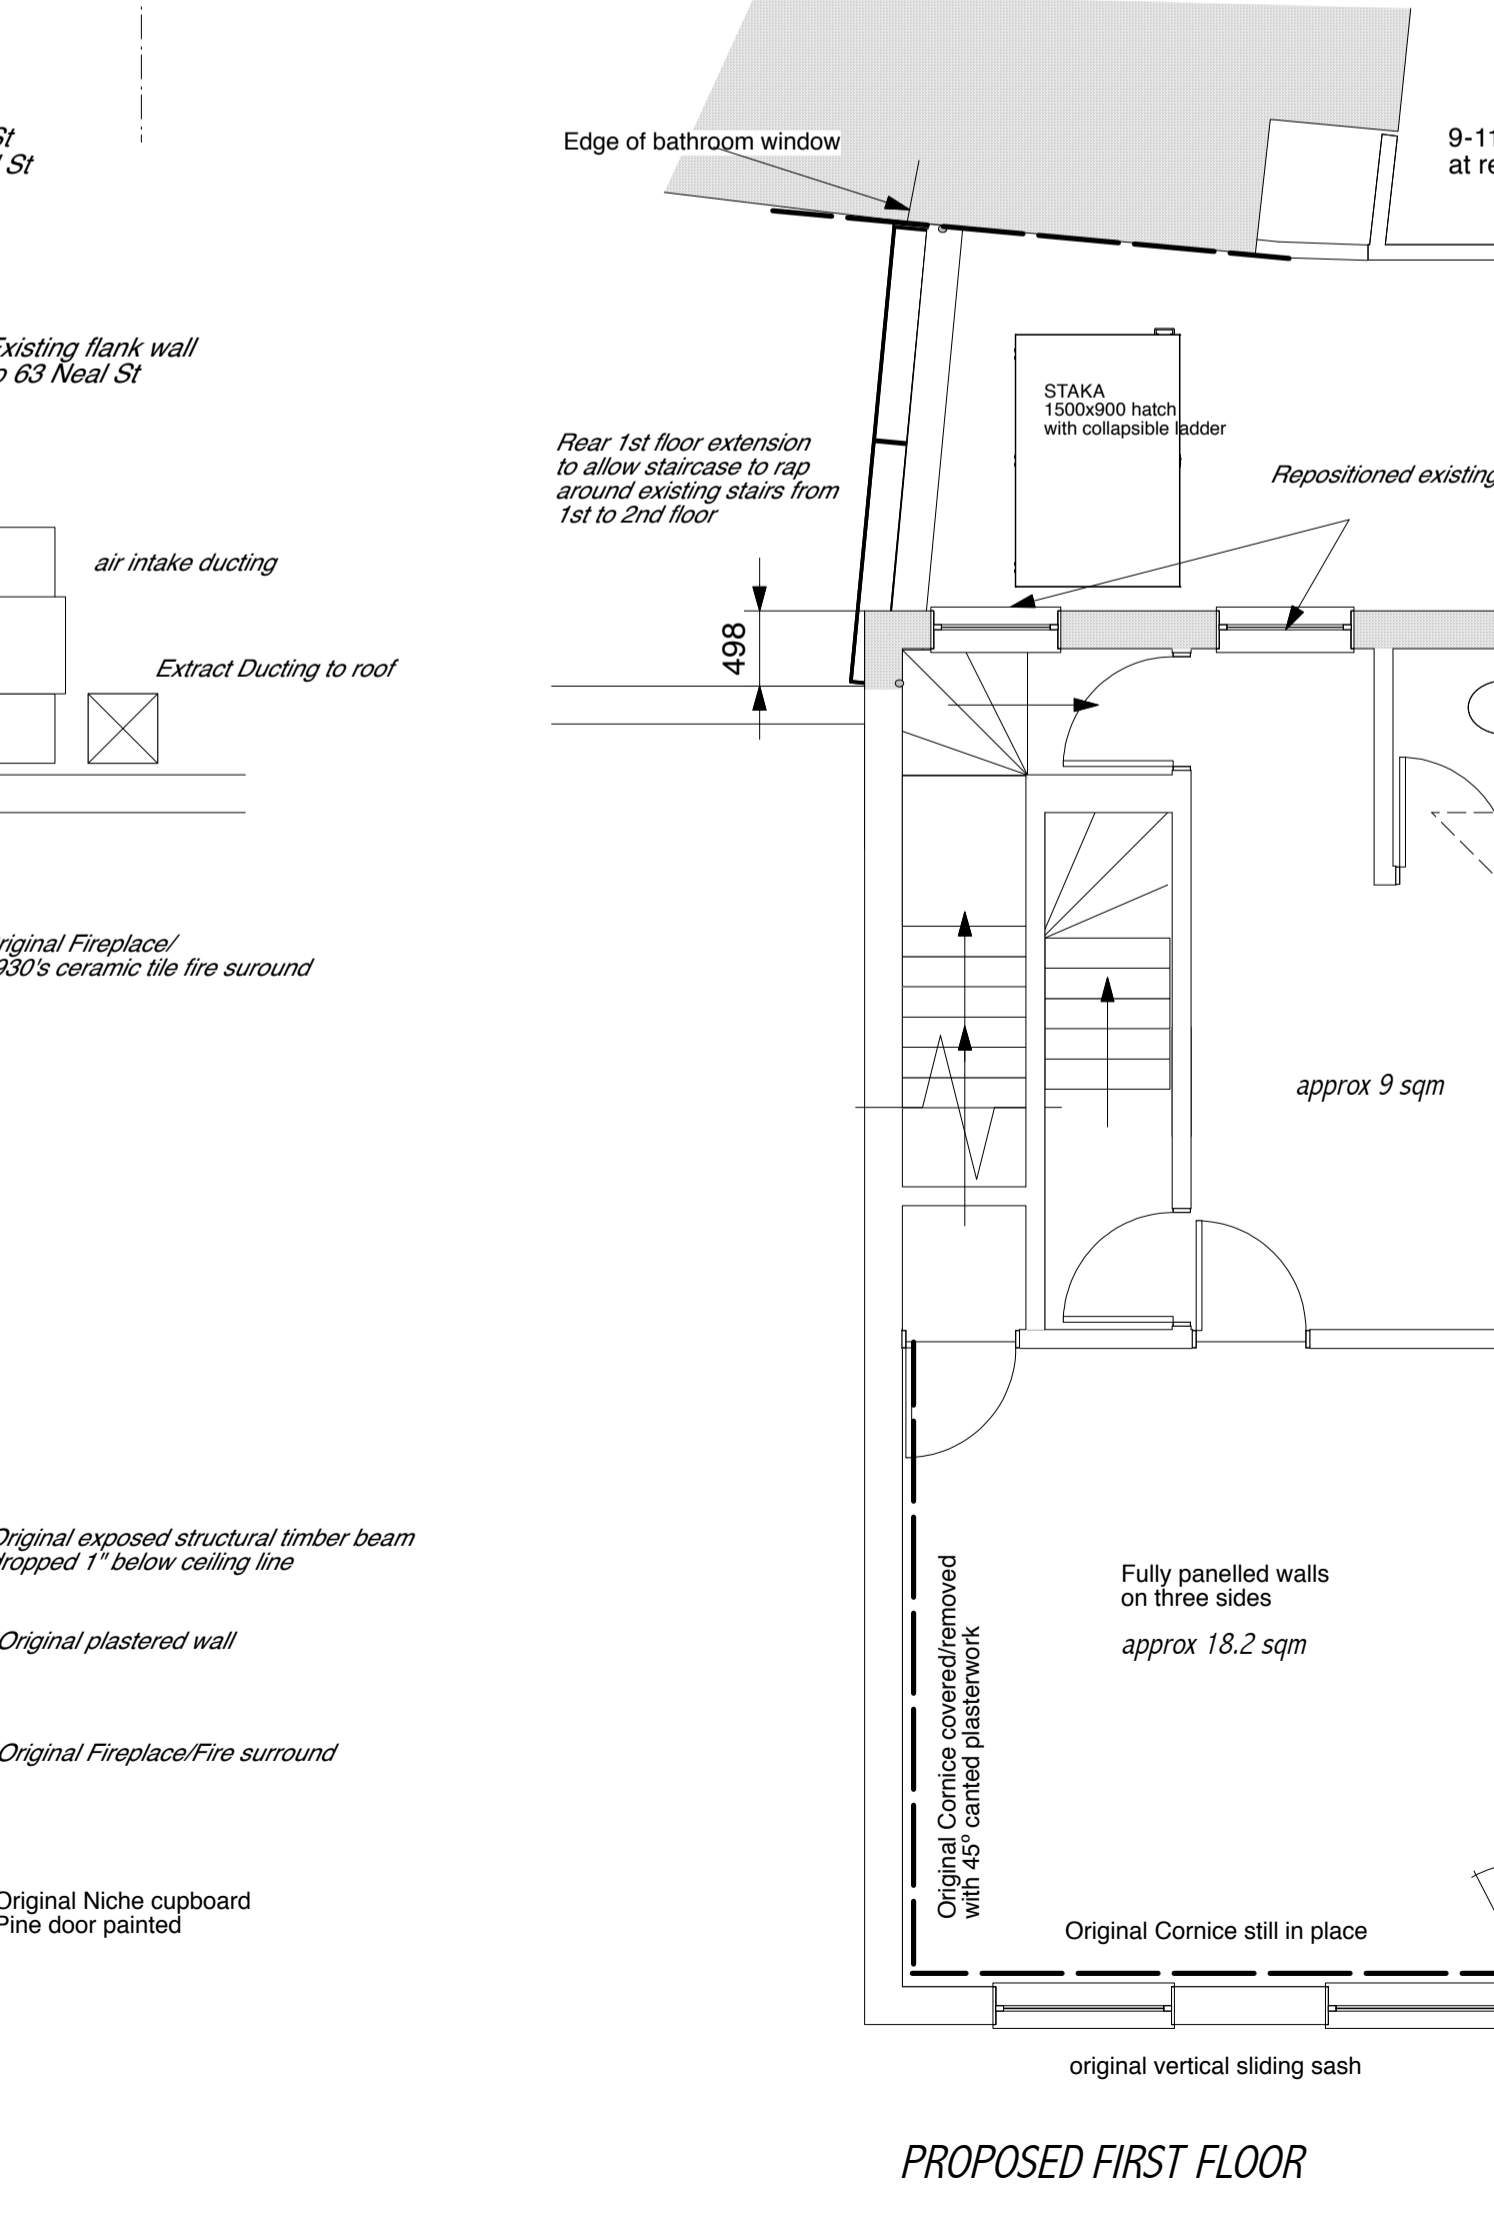 St
St
Edge of bathroom window
9-11
at re
Existing flank wall
63 Neal St
STAKA
1500x900 hatch
with collapsible ladder
Rear 1st floor extension
to allow staircase to rap
around existing stairs from
1st to 2nd floor
Repositioned existing
air intake ducting
498
Extract Ducting to roof
riginal Fireplace/
930's ceramic tile fire suround
approx 9 sqm
Original exposed structural timber beam
dropped 1" below ceiling line
Original plastered wall
Original Fireplace/Fire surround
Original Niche cupboard
Pine door painted
Original Cornice covered/removed
with 45º canted plasterwork
Fully panelled walls
on three sides
approx 18.2 sqm
Original Cornice still in place
original vertical sliding sash
PROPOSED FIRST FLOOR